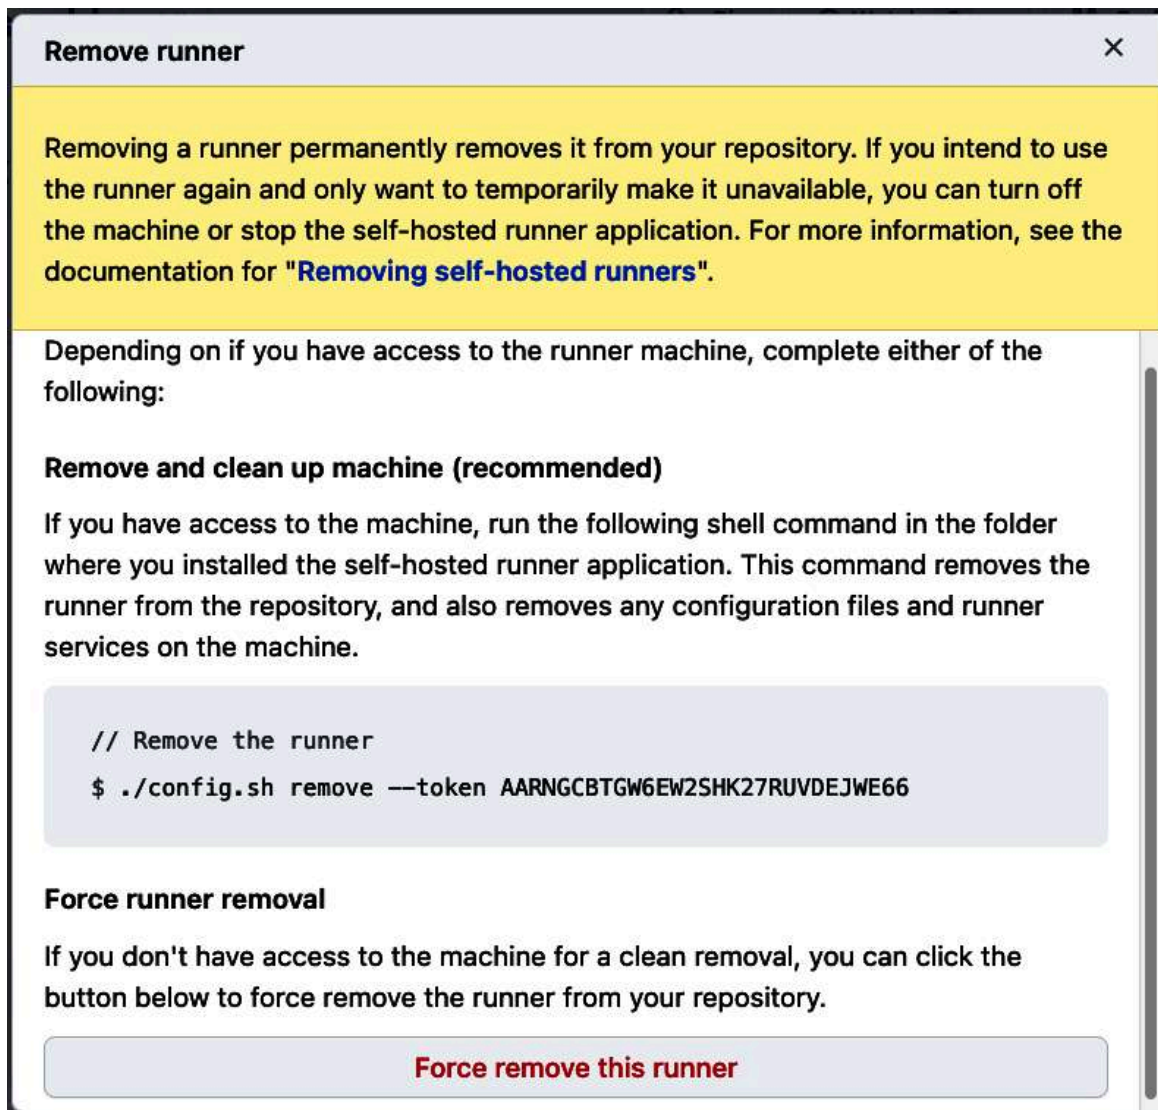 Remove runner
Removing a runner permanently removes it from your repository. If you intend to use
the runner again and only want to temporarily make it unavailable, you can turn off
the machine or stop the self-hosted runner application. For more information, see the
documentation for "Removing self-hosted runners".
Depending on if you have access to the runner machine, complete either of the
following:
Remove and clean up machine (recommended)
If you have access to the machine, run the following shell command in the folder
where you installed the self-hosted runner application. This command removes the
runner from the repository, and also removes any configuration files and runner
services on the machine.
// Remove the runner
$ ./config.sh remove --token AARNGCBTGW6EW2SHK27RUVDEJWE66
Force runner removal
If you don't have access to the machine for a clean removal, you can click the
button below to force remove the runner from your repository.
Force remove this runner